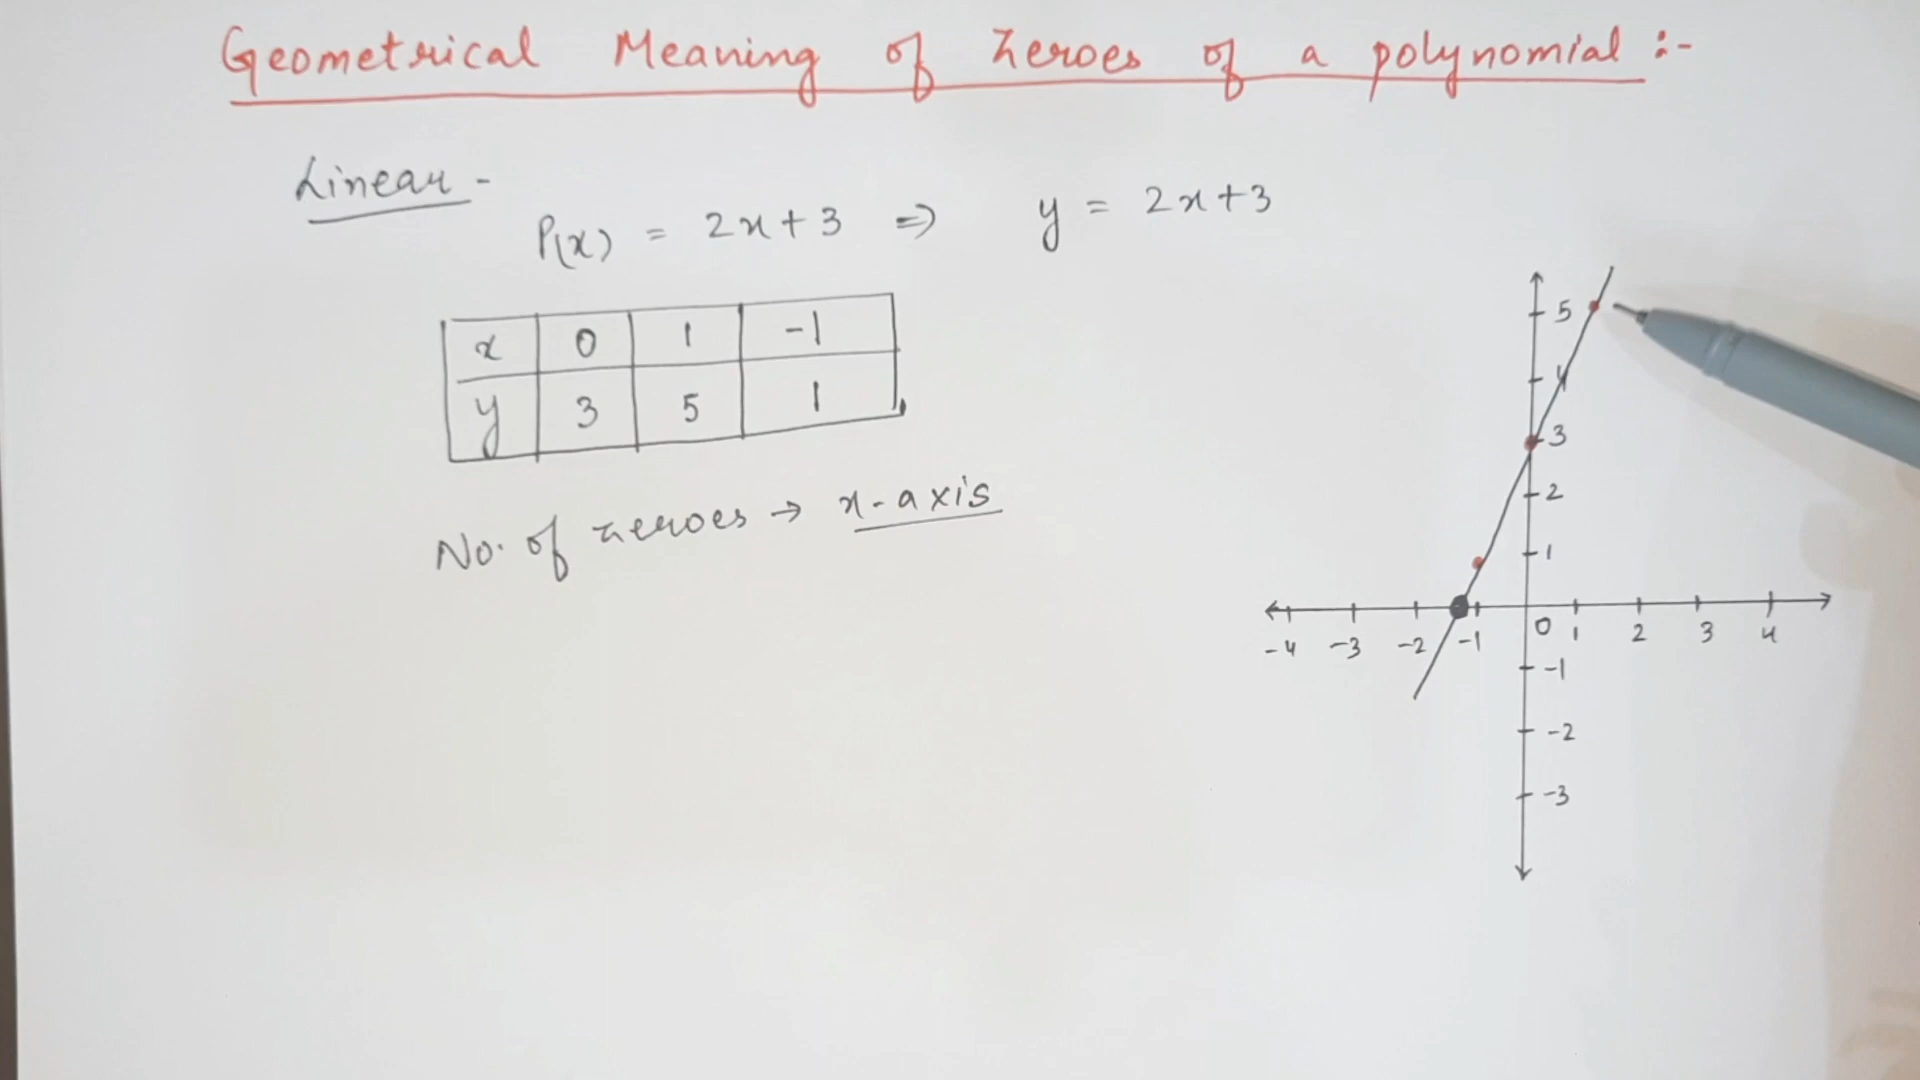 Geometrical Meaning of zeroes of a polynomial :-
Linear -
P(x) = 2x+3 ⇒ y = 2x+3
x 0 1 -1
y 3 5 1
No. of zeroes → x-axis
5
4
3
2
1
-4 -3 -2 -1 0 1 2 3 4
-1
-2
-3